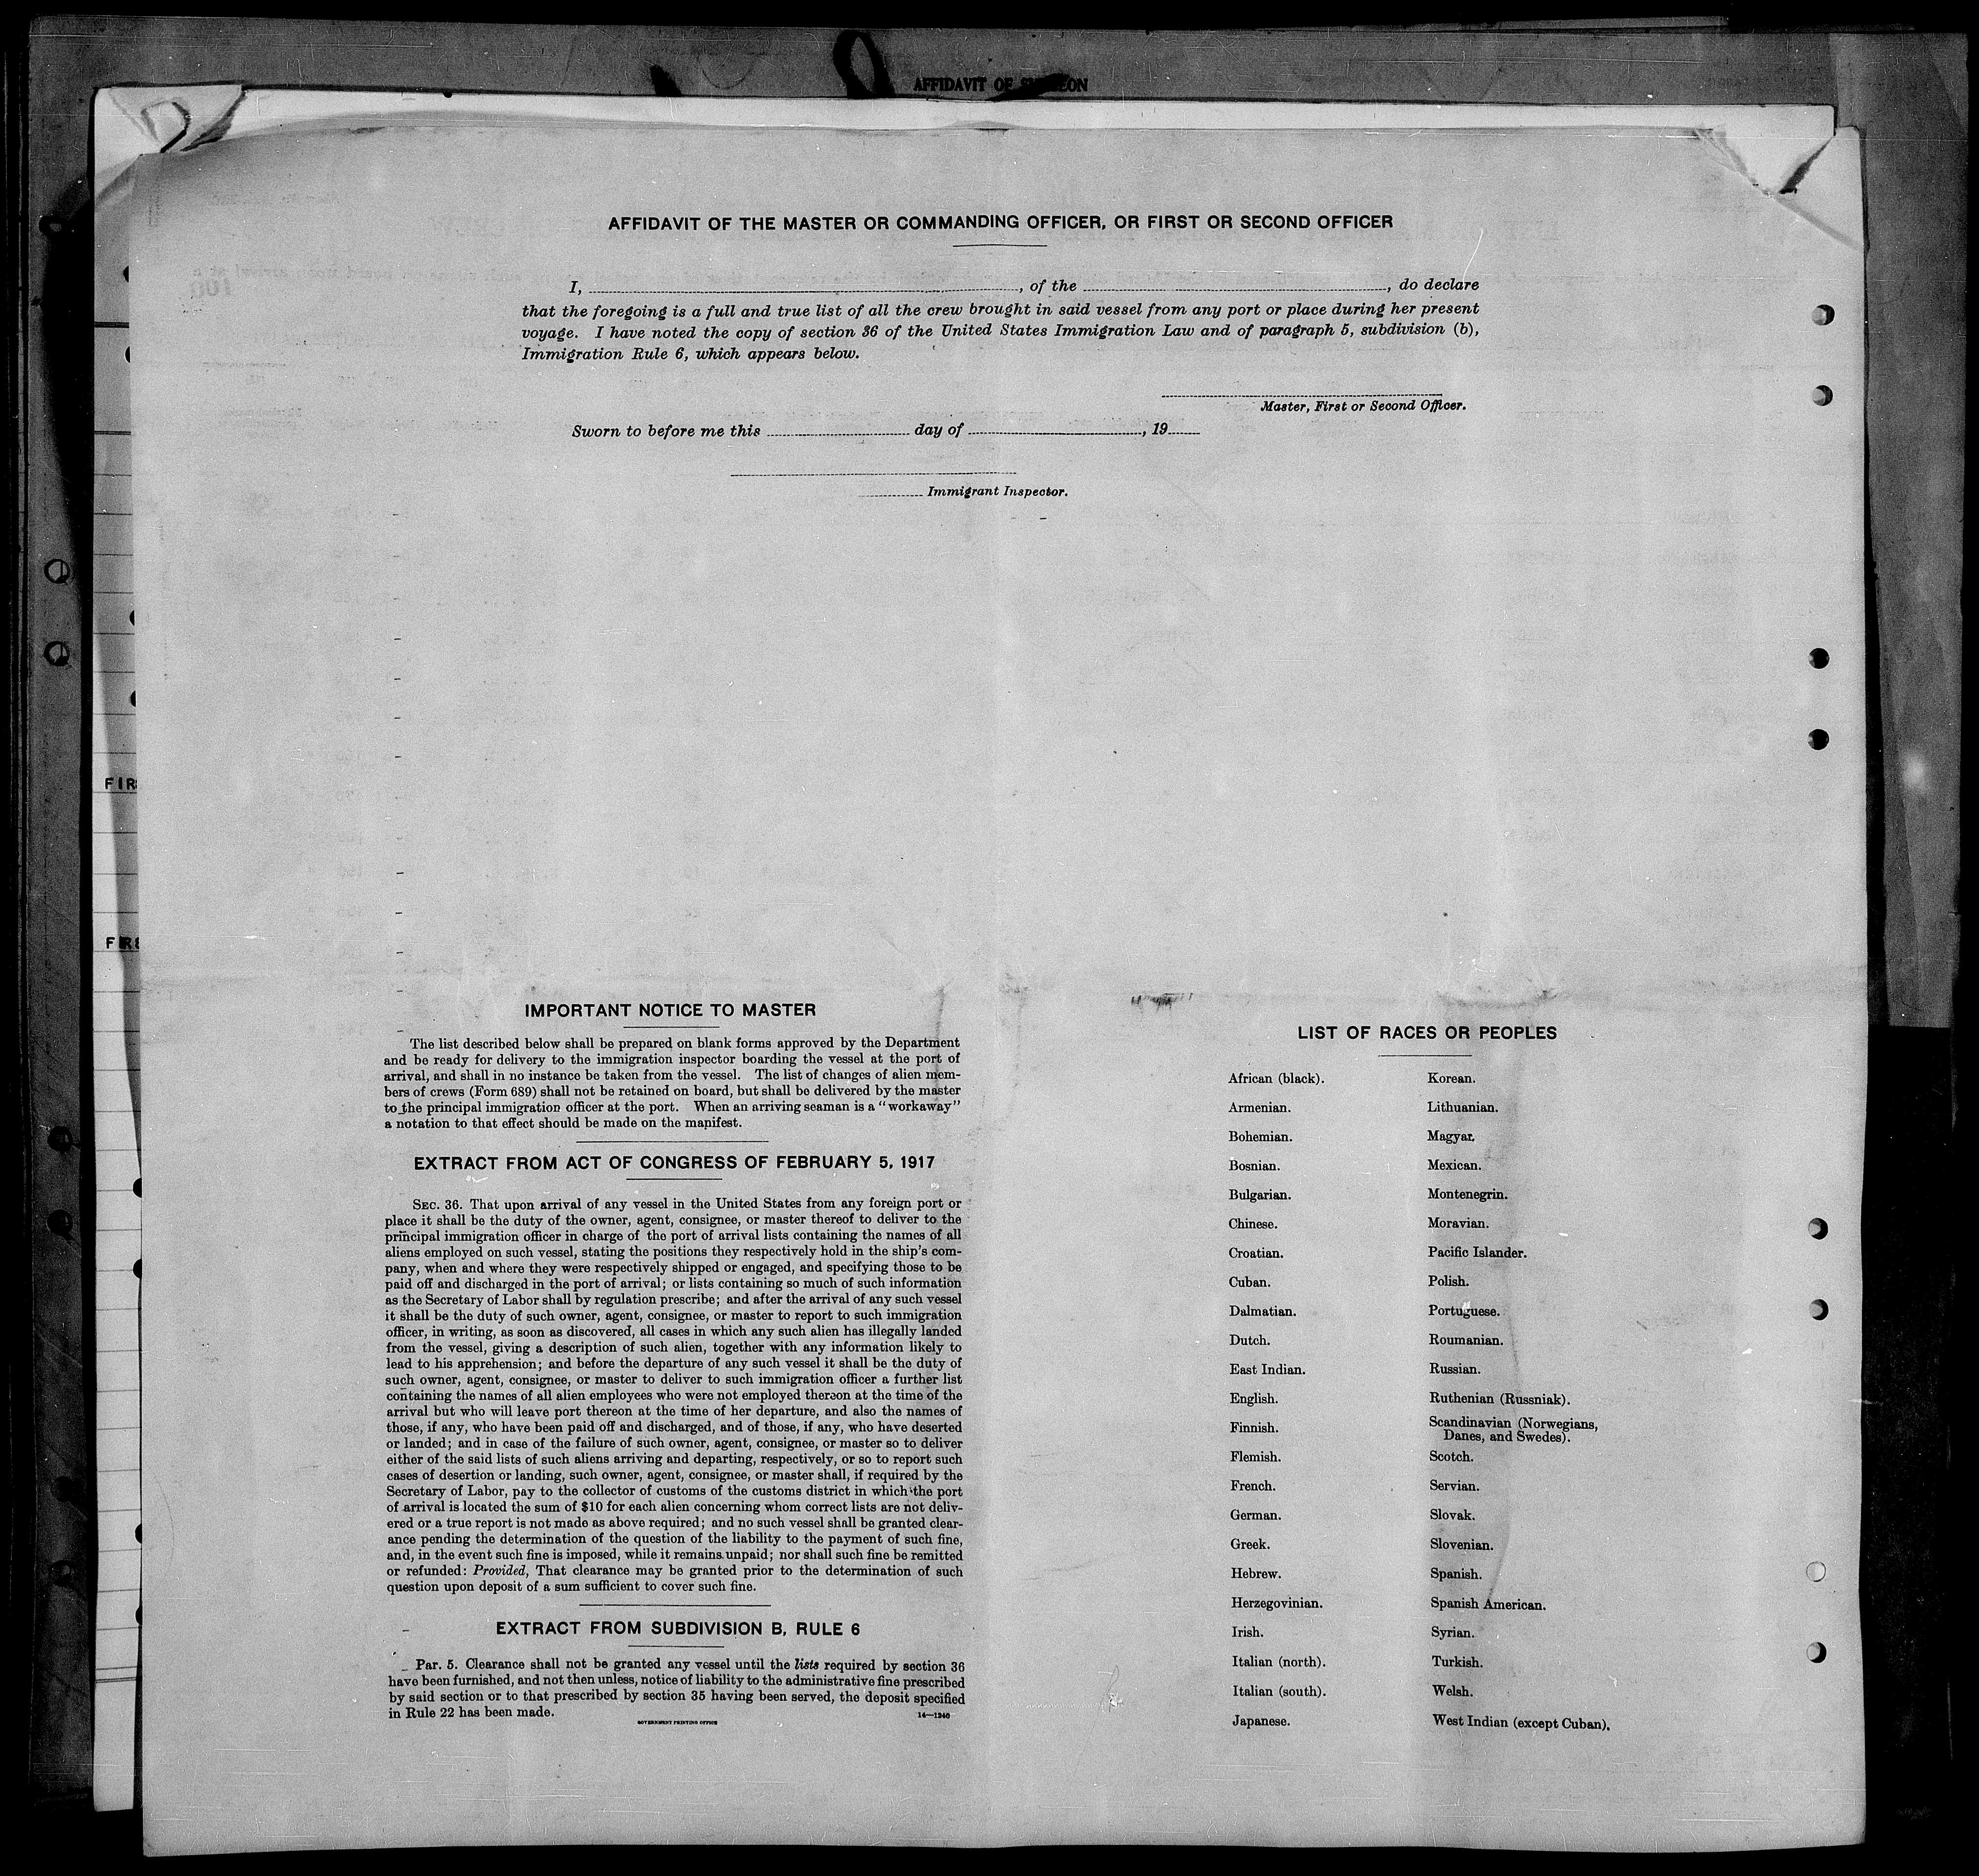 AFFIDAVIT OF
AFFIDAVIT OF THE MASTER OR COMMANDING OFFICER, OR FIRST OR SECOND OFFICER
I, , of the , do declare
that the foregoing is a full and true list of all the crew brought in said vessel from any port or place during her present
voyage. I have noted the copy of section 36 of the United States Immigration Law and of paragraph 5, subdivision (b),
Immigration Rule 6, which appears below.
Master, First or Second Officer.
Sworn to before me this day of , 19
Immigrant Inspector.
FIR
FIRS
IMPORTANT NOTICE TO MASTER
The list described below shall be prepared on blank forms approved by the Department
and be ready for delivery to the immigration inspector boarding the vessel at the port of
arrival, and shall in no instance be taken from the vessel. The list of changes of alien mem-
bers of crews (Form 689) shall not be retained on board, but shall be delivered by the master
to the principal immigration officer at the port. When an arriving seaman is a "workaway"
a notation to that effect should be made on the manifest.
EXTRACT FROM ACT OF CONGRESS OF FEBRUARY 5, 1917
SEC. 36. That upon arrival of any vessel in the United States from any foreign port or
place it shall be the duty of the owner, agent, consignee, or master thereof to deliver to the
principal immigration officer in charge of the port of arrival lists containing the names of all
aliens employed on such vessel, stating the positions they respectively hold in the ship's com-
pany, when and where they were respectively shipped or engaged, and specifying those to be
paid off and discharged in the port of arrival; or lists containing so much of such information
as the Secretary of Labor shall by regulation prescribe; and after the arrival of any such vessel
it shall be the duty of such owner, agent, consignee, or master to report to such immigration
officer, in writing, as soon as discovered, all cases in which any such alien has illegally landed
from the vessel, giving a description of such alien, together with any information likely to
lead to his apprehension; and before the departure of any such vessel it shall be the duty of
such owner, agent, consignee, or master to deliver to such immigration officer a further list
containing the names of all alien employees who were not employed thereon at the time of the
arrival but who will leave port thereon at the time of her departure, and also the names of
those, if any, who have been paid off and discharged, and of those, if any, who have deserted
or landed; and in case of the failure of such owner, agent, consignee, or master so to deliver
either of the said lists of such aliens arriving and departing, respectively, or so to report such
cases of desertion or landing, such owner, agent, consignee, or master shall, if required by the
Secretary of Labor, pay to the collector of customs of the customs district in which the port
of arrival is located the sum of $10 for each alien concerning whom correct lists are not deliv-
ered or a true report is not made as above required; and no such vessel shall be granted clear-
ance pending the determination of the question of the liability to the payment of such fine,
and, in the event such fine is imposed, while it remains unpaid; nor shall such fine be remitted
or refunded: Provided, That clearance may be granted prior to the determination of such
question upon deposit of a sum sufficient to cover such fine.
EXTRACT FROM SUBDIVISION B, RULE 6
Par. 5. Clearance shall not be granted any vessel until the lists required by section 36
have been furnished, and not then unless, notice of liability to the administrative fine prescribed
by said section or to that prescribed by section 35 having been served, the deposit specified
in Rule 22 has been made.
GOVERNMENT PRINTING OFFICE 14—1240
LIST OF RACES OR PEOPLES
African (black).
Armenian.
Bohemian.
Bosnian.
Bulgarian.
Chinese.
Croatian.
Cuban.
Dalmatian.
Dutch.
East Indian.
English.
Finnish.
Flemish.
French.
German.
Greek.
Hebrew.
Herzegovinian.
Irish.
Italian (north).
Italian (south).
Japanese.
Korean.
Lithuanian.
Magyar.
Mexican.
Montenegrin.
Moravian.
Pacific Islander.
Polish.
Portuguese.
Roumanian.
Russian.
Ruthenian (Russniak).
Scandinavian (Norwegians,
Danes, and Swedes).
Scotch.
Servian.
Slovak.
Slovenian.
Spanish.
Spanish American.
Syrian.
Turkish.
Welsh.
West Indian (except Cuban).